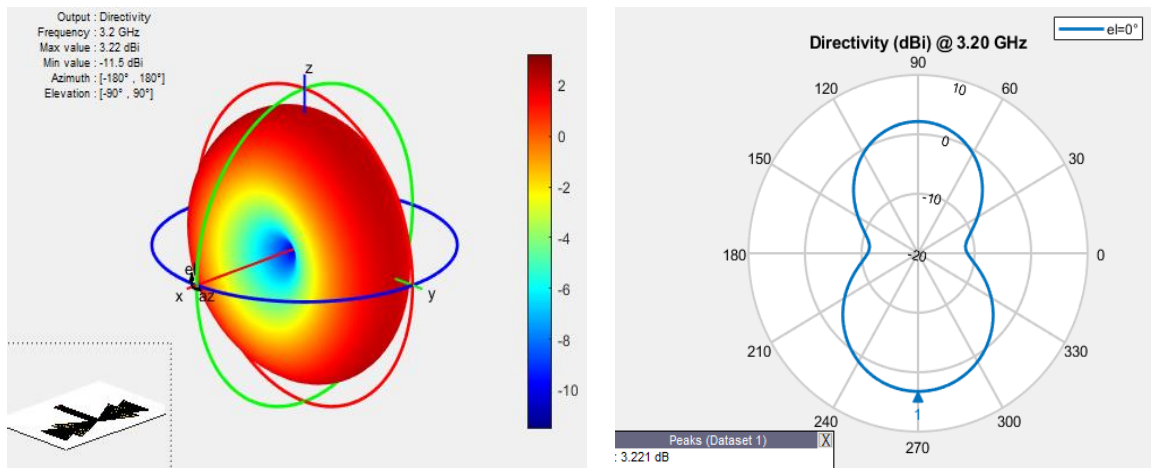 Output : Directivity
Frequency : 3.2 GHz
Max value : 3.22 dBi
Min value : -11.5 dBi
Azimuth : [-180° , 180°]
Elevation : [-90° , 90°]
z
el
x
az
y
2
0
-2
-4
-6
-8
-10
el=0°
Directivity (dBi) @ 3.20 GHz
90
120
60
10
150
0
30
-10
180
-20
0
210
330
240
1
300
270
Peaks (Dataset 1) X
: 3.221 dB